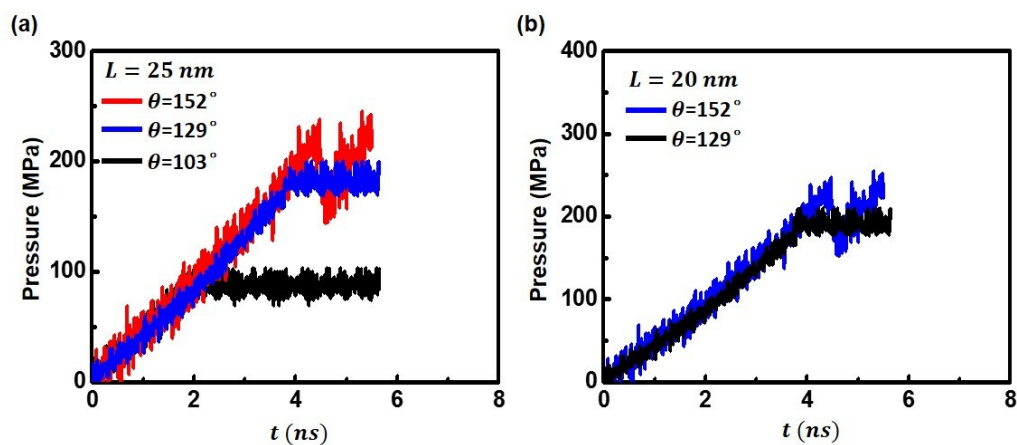 (a)
300
200
100
0
Pressure (MPa)
L = 25 nm
θ=152°
θ=129°
θ=103°
0 2 4 6 8
t (ns)
(b)
400
300
200
100
0
Pressure (MPa)
L = 20 nm
θ=152°
θ=129°
0 2 4 6 8
t (ns)